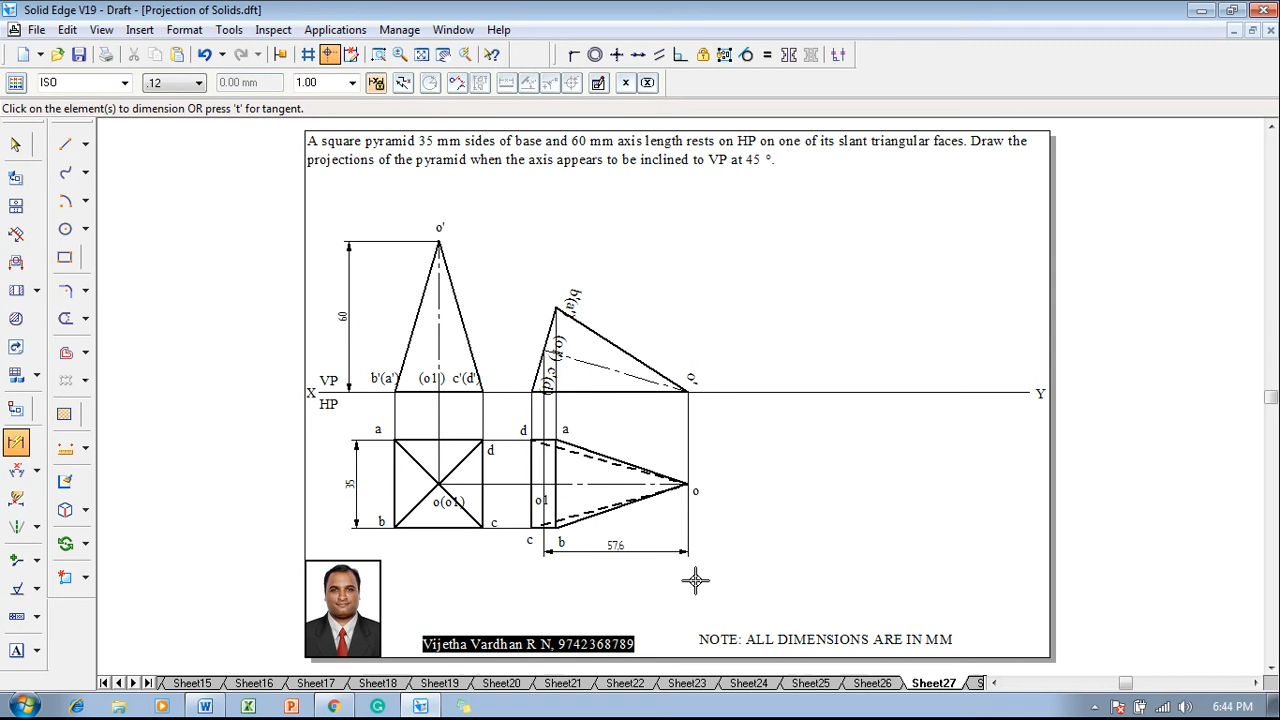 Solid Edge V19 - Draft - [Projection of Solids.dft]
File Edit View Insert Format Tools Inspect Applications Manage Window Help
ISO .12 0.00 mm 1.00
Click on the element(s) to dimension OR press 't' for tangent.
A square pyramid 35 mm sides of base and 60 mm axis length rests on HP on one of its slant triangular faces. Draw the
projections of the pyramid when the axis appears to be inclined to VP at 45 °.
o'
60
b'(a')
(o1')
c'(d')
o'
b'(a') (o1') c'(d')
X VP Y
HP
a d d a
35
o(o1) o1 o
b c c b
57,6
Vijetha Vardhan R N, 9742368789
NOTE: ALL DIMENSIONS ARE IN MM
Sheet15 Sheet16 Sheet17 Sheet18 Sheet19 Sheet20 Sheet21 Sheet22 Sheet23 Sheet24 Sheet25 Sheet26 Sheet27 S
6:44 PM